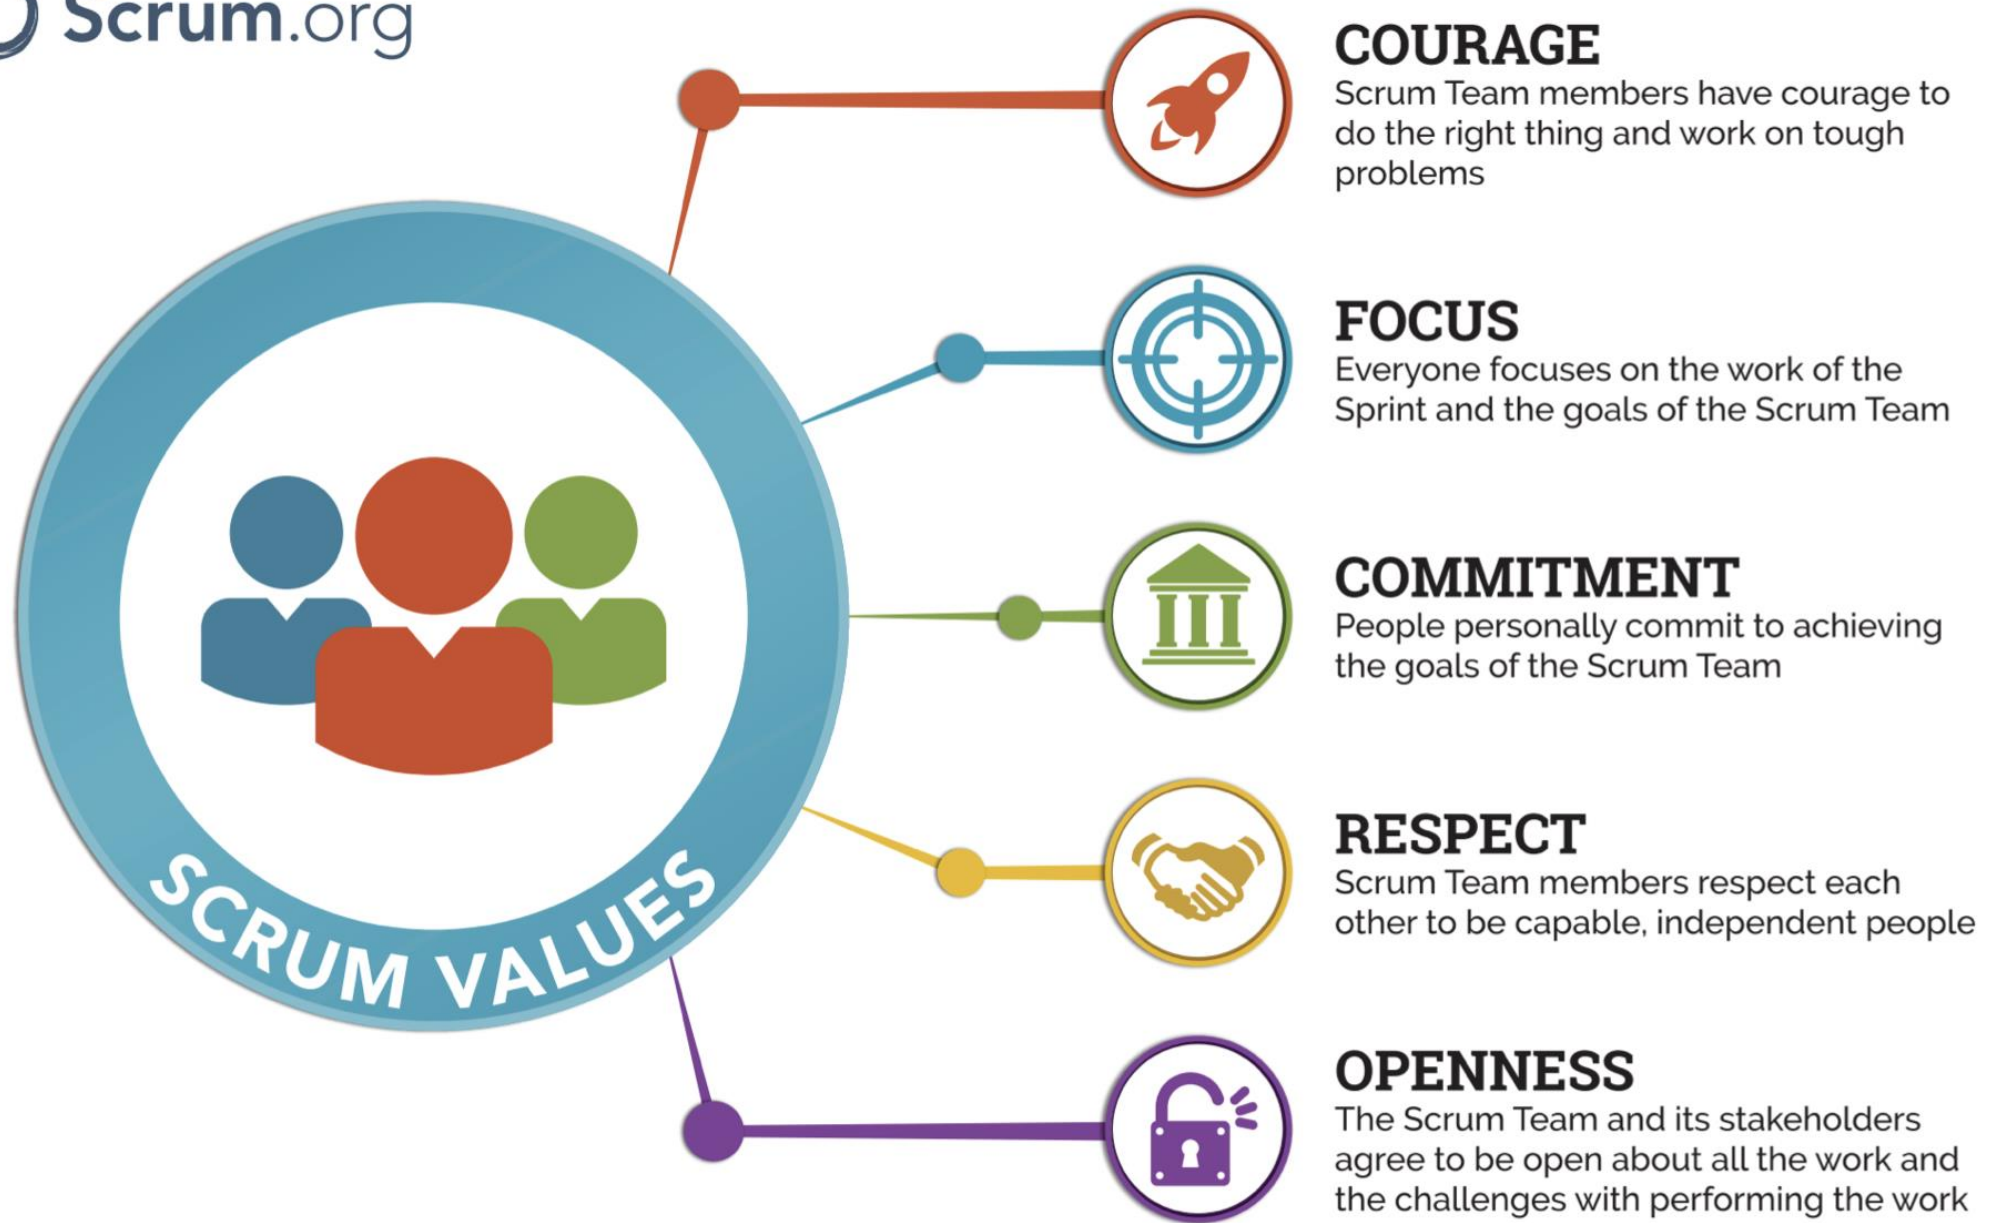 Scrum.org
COURAGE
Scrum Team members have courage to
do the right thing and work on tough
problems
FOCUS
Everyone focuses on the work of the
Sprint and the goals of the Scrum Team
COMMITMENT
People personally commit to achieving
the goals of the Scrum Team
RESPECT
Scrum Team members respect each
other to be capable, independent people
OPENNESS
The Scrum Team and its stakeholders
agree to be open about all the work and
the challenges with performing the work
SCRUM VALUES